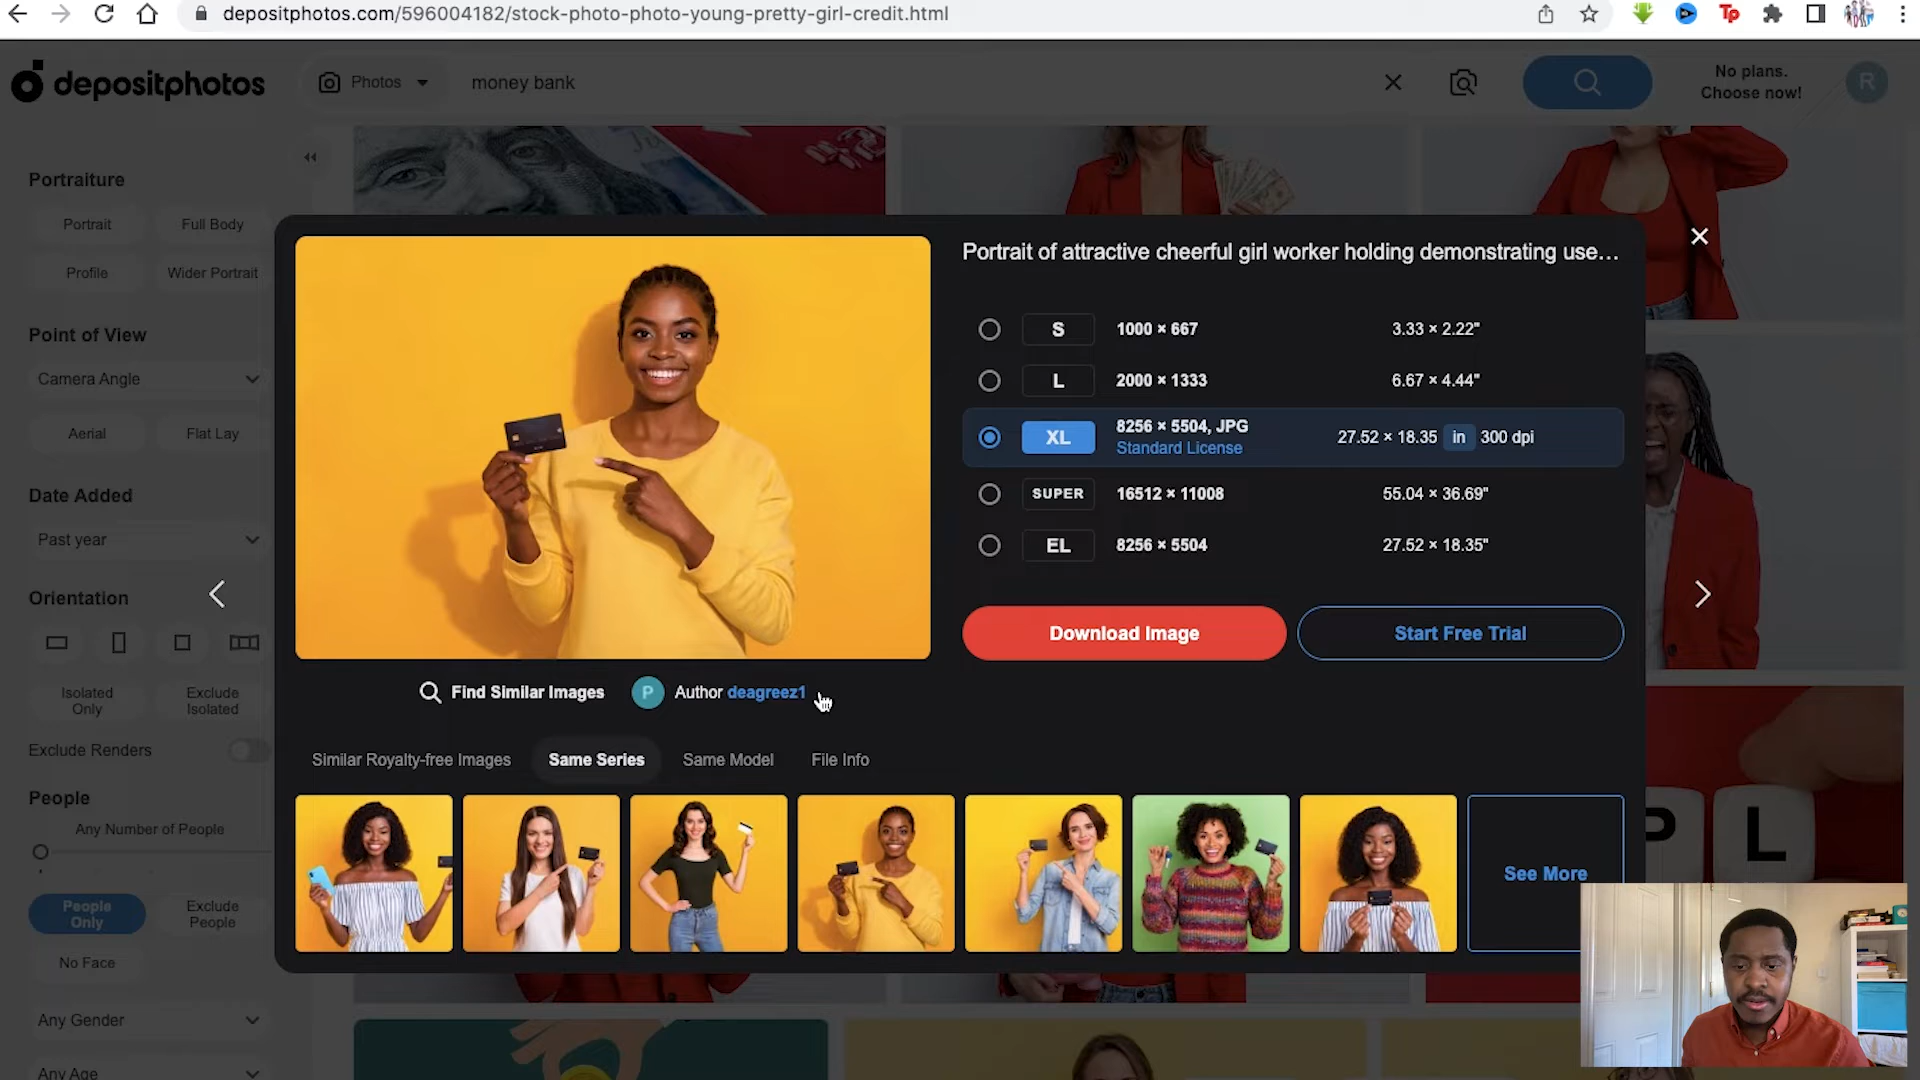 depositphotos.com/596004182/stock-photo-photo-young-pretty-girl-credit.html
Tp
depositphotos
Photos
money bank
No plans.
Choose now!
R
Portraiture
Portrait
Full Body
Profile
Wider Portrait
Point of View
Camera Angle
Aerial
Flat Lay
Date Added
Past year
Orientation
Isolated
Only
Exclude
Isolated
Exclude Renders
People
Any Number of People
People
Only
Exclude
People
No Face
Any Gender
Any Age
Portrait of attractive cheerful girl worker holding demonstrating use...
S
1000 × 667
3.33 × 2.22"
L
2000 × 1333
6.67 × 4.44"
XL
8256 × 5504, JPG
Standard License
27.52 × 18.35 in 300 dpi
SUPER
16512 × 11008
55.04 × 36.69"
EL
8256 × 5504
27.52 × 18.35"
Download Image
Start Free Trial
Find Similar Images
P
Author deagreez1
Similar Royalty-free Images
Same Series
Same Model
File Info
See More
P
L